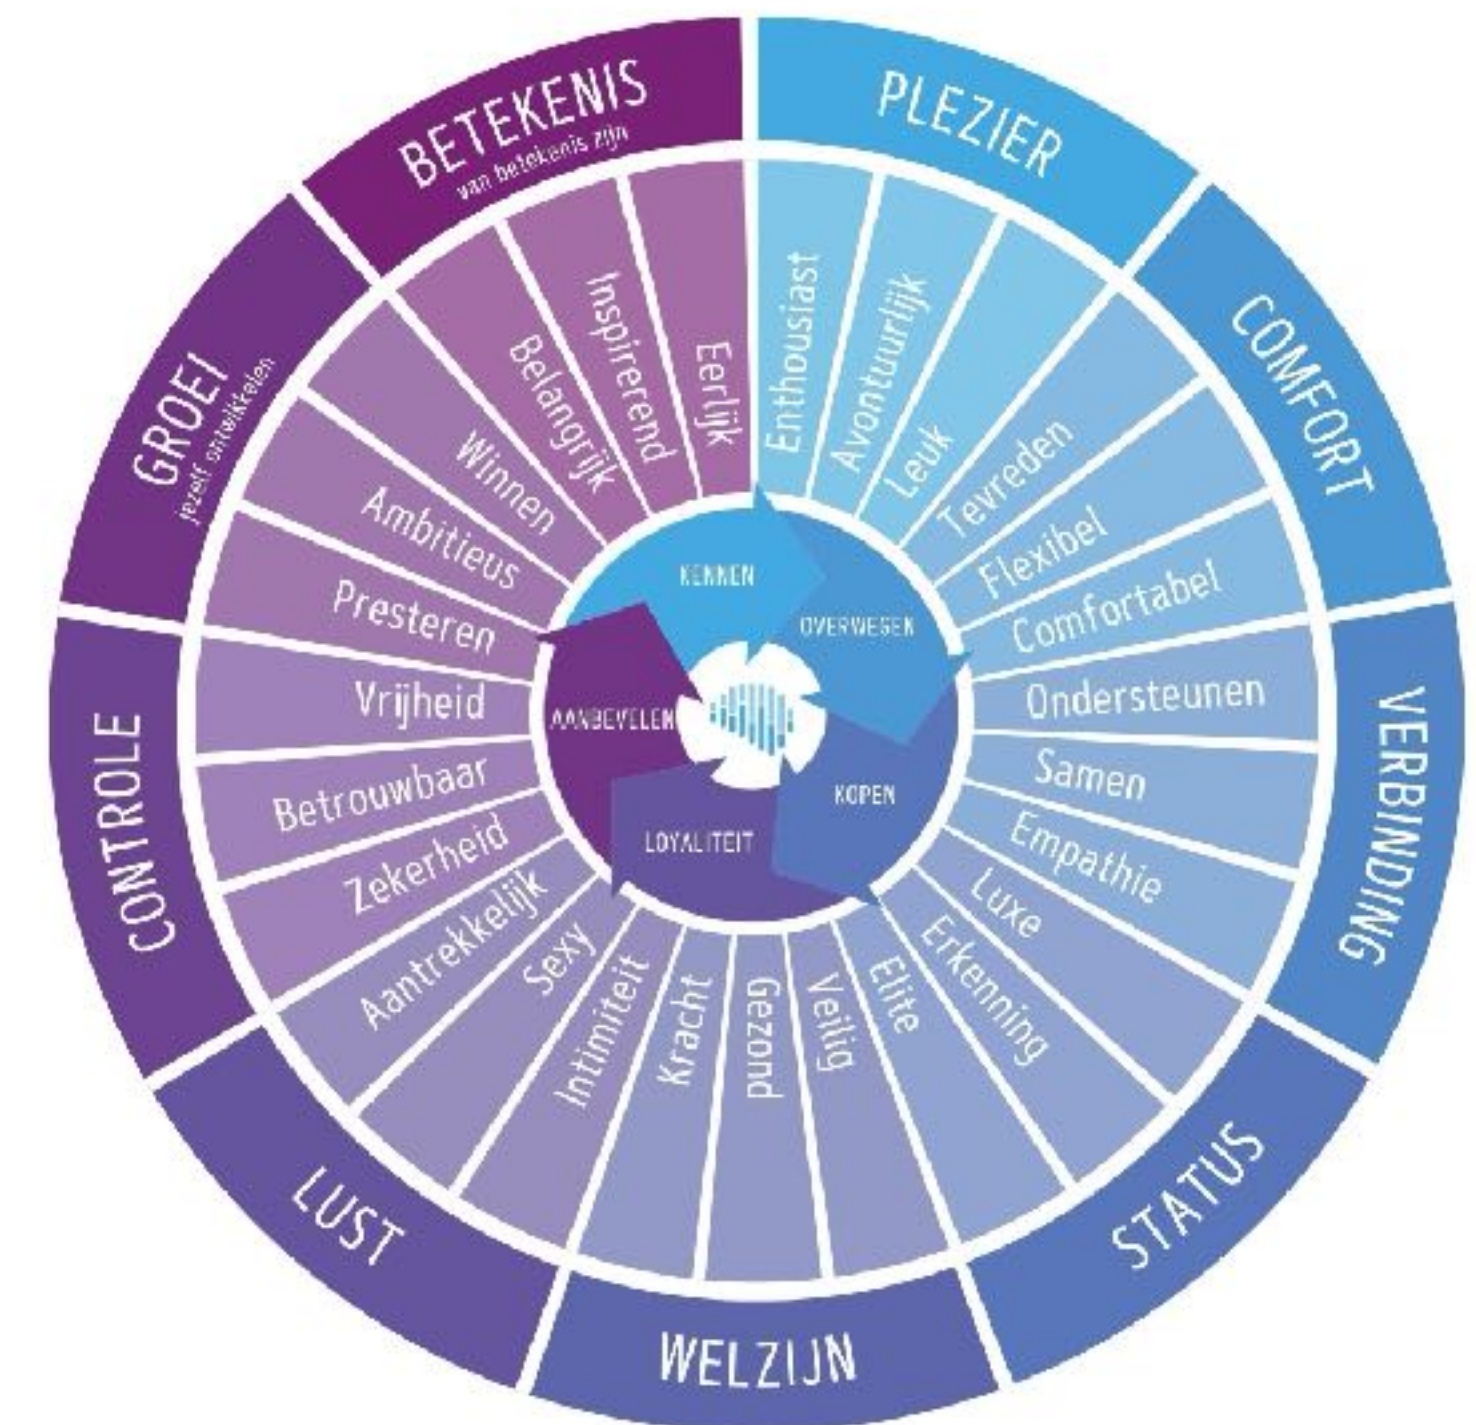 BETEKENIS
van betekenis zijn
PLEZIER
COMFORT
VERBINDING
STATUS
WELZIJN
LUST
CONTROLE
GROEI
jezelf ontwikkelen
Enthousiast
Avontuurlijk
Leuk
Tevreden
Flexibel
Comfortabel
Ondersteunen
Samen
Empathie
Luxe
Erkenning
Elite
Veilig
Gezond
Kracht
Intimiteit
Sexy
Aantrekkelijk
Zekerheid
Betrouwbaar
Vrijheid
Presteren
Ambitieus
Winnen
Belangrijk
Inspirerend
Eerlijk
KENNEN
OVERWEGEN
KOPEN
LOYALITEIT
AANBEVELEN